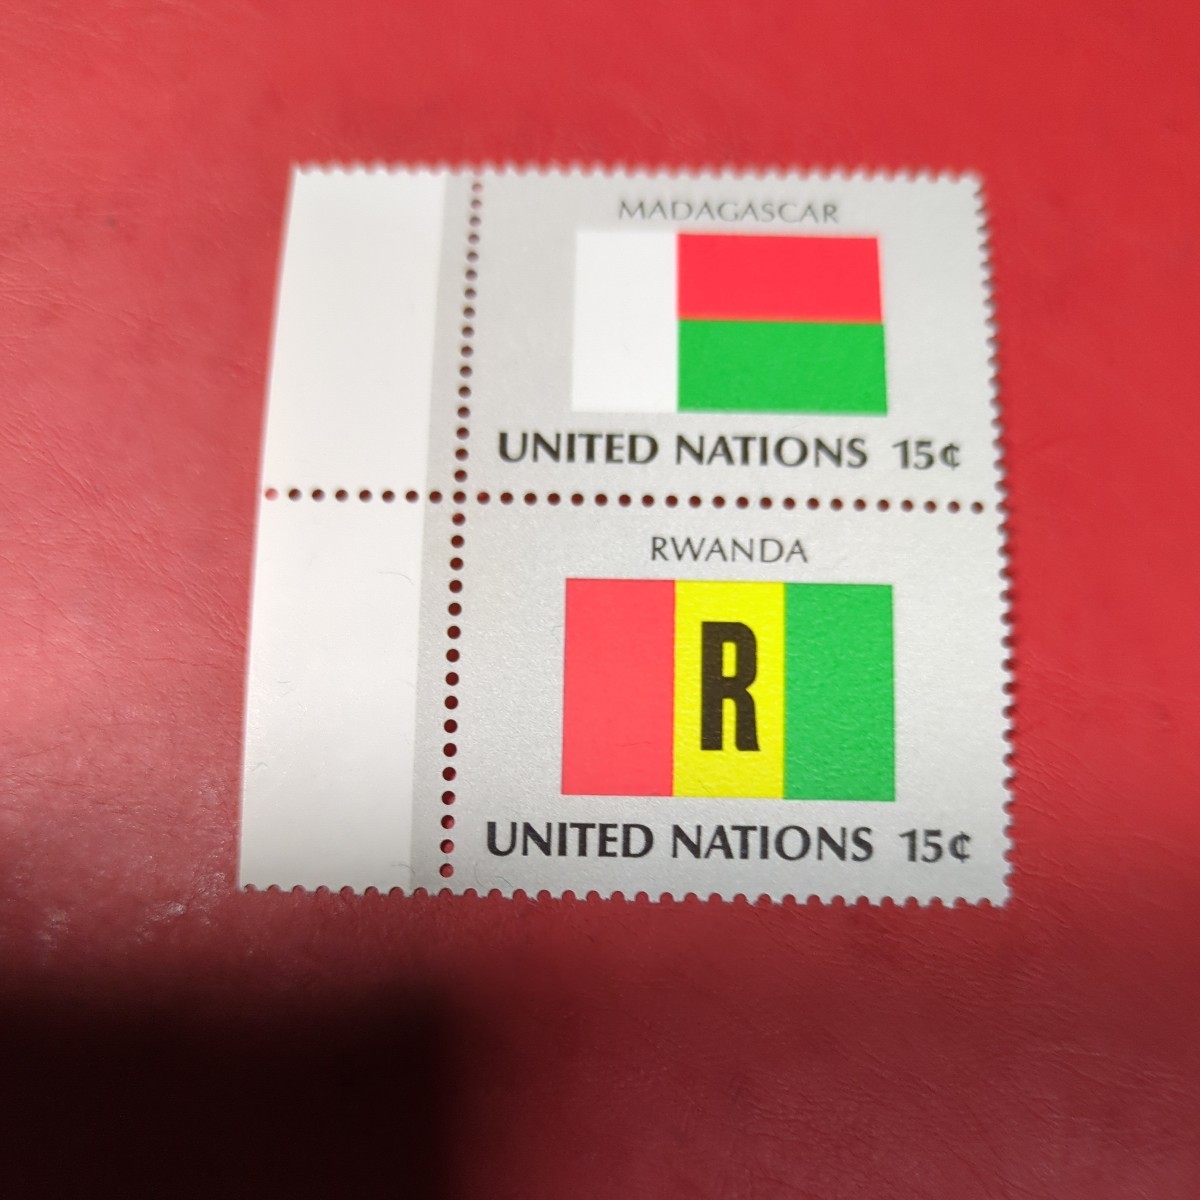 MADAGASCAR
UNITED NATIONS 15¢
RWANDA
R
UNITED NATIONS 15¢